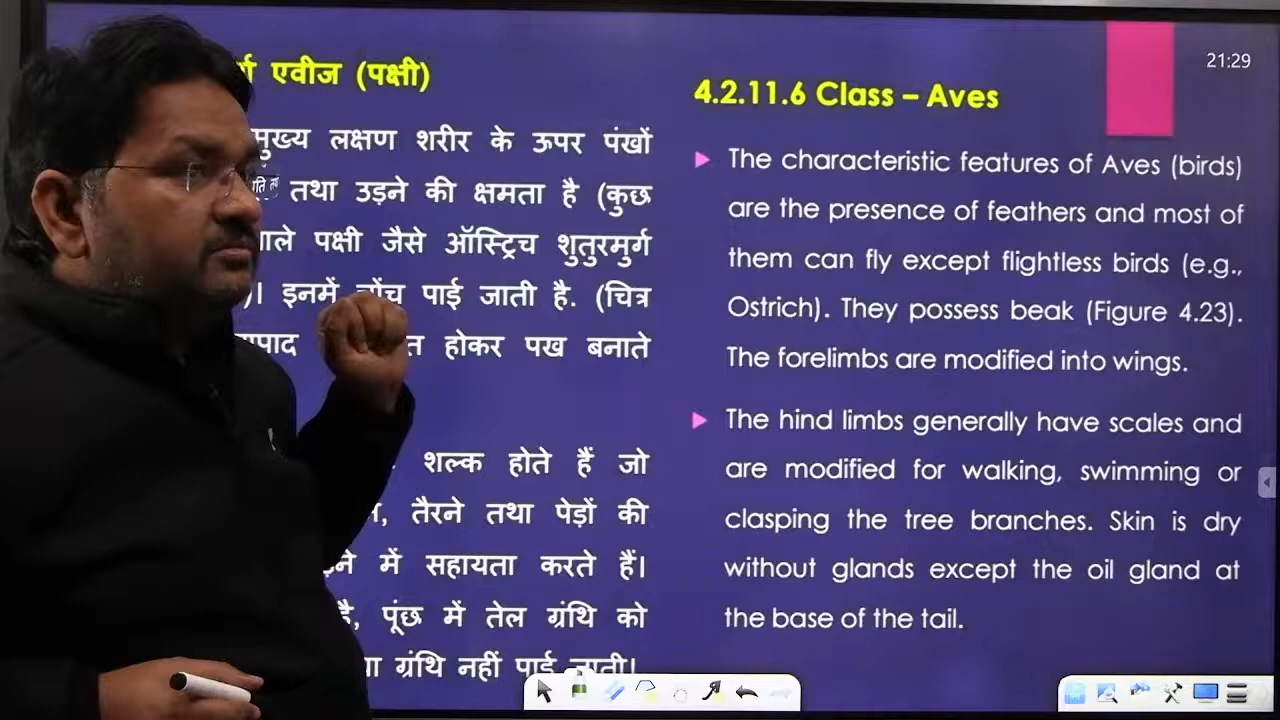 एवीज (पक्षी)
मुख्य लक्षण शरीर के ऊपर पंखों
तथा उड़ने की क्षमता है (कुछ
पक्षी जैसे ऑस्ट्रिच शुतुरमुर्ग
)। इनमें चोंच पाई जाती है. (चित्र
होकर पख बनाते
शल्क होते हैं जो
तैरने तथा पेड़ों की
में सहायता करते हैं।
है, पूंछ में तेल ग्रंथि को
ग्रंथि नहीं पाई जाती।
21:29
4.2.11.6 Class – Aves
The characteristic features of Aves (birds)
are the presence of feathers and most of
them can fly except flightless birds (e.g.,
Ostrich). They possess beak (Figure 4.23).
The forelimbs are modified into wings.
The hind limbs generally have scales and
are modified for walking, swimming or
clasping the tree branches. Skin is dry
without glands except the oil gland at
the base of the tail.